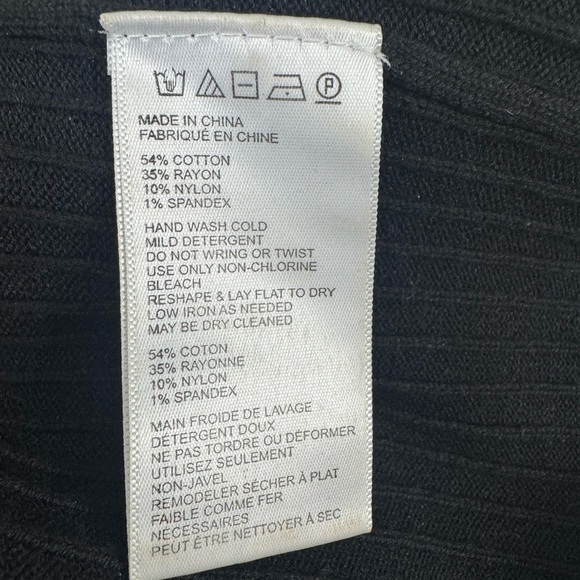 P
MADE IN CHINA
FABRIQUÉ EN CHINE
54% COTTON
35% RAYON
10% NYLON
1% SPANDEX
HAND WASH COLD
MILD DETERGENT
DO NOT WRING OR TWIST
USE ONLY NON-CHLORINE
BLEACH
RESHAPE & LAY FLAT TO DRY
LOW IRON AS NEEDED
MAY BE DRY CLEANED
54% COTON
35% RAYONNE
10% NYLON
1% SPANDEX
MAIN FROIDE DE LAVAGE
DÉTERGENT DOUX
NE PAS TORDRE OU DÉFORMER
UTILISEZ SEULEMENT
NON-JAVEL
REMODELER SÉCHER À PLAT
FAIBLE COMME FER
NÉCESSAIRES
PEUT ÊTRE NETTOYER À SEC